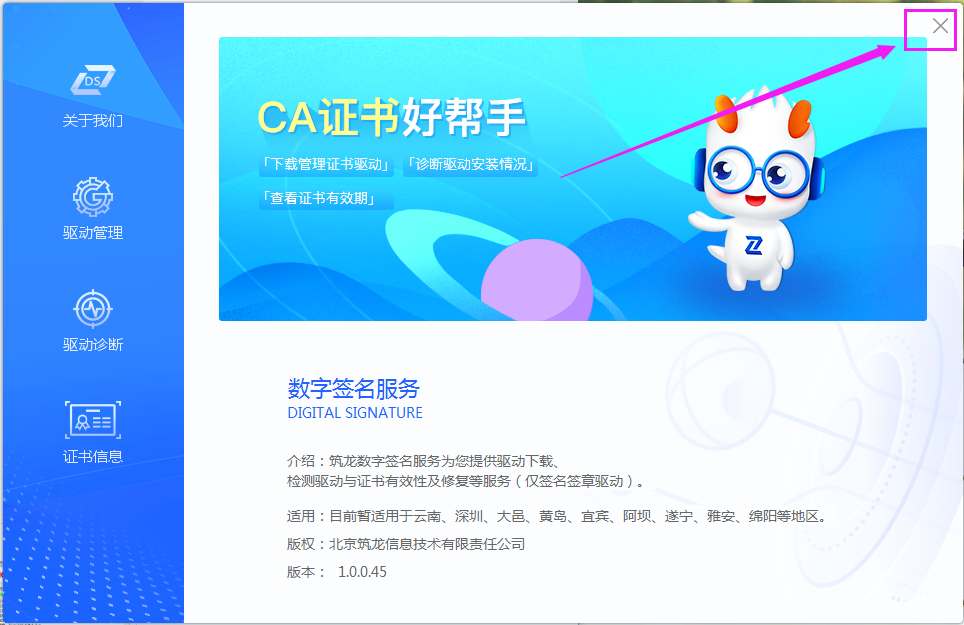 DS
关于我们
驱动管理
驱动诊断
证书信息
CA证书好帮手
「下载管理证书驱动」 「诊断驱动安装情况」
「查看证书有效期」
数字签名服务
DIGITAL SIGNATURE
介绍：筑龙数字签名服务为您提供驱动下载、
检测驱动与证书有效性及修复等服务（仅签名签章驱动）。
适用：目前暂适用于云南、深圳、大邑、黄岛、宜宾、阿坝、遂宁、雅安、绵阳等地区。
版权：北京筑龙信息技术有限责任公司
版本： 1.0.0.45